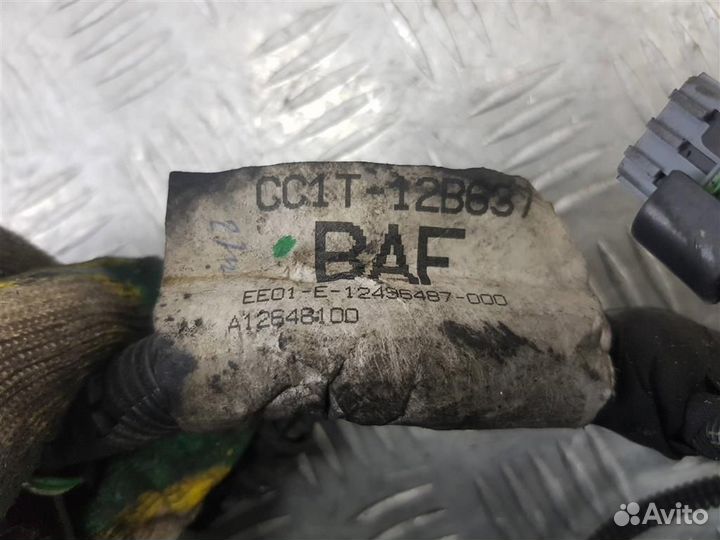 CC1T-12B637
BAF
EE01-E-12496487-000
A12648100
Avito